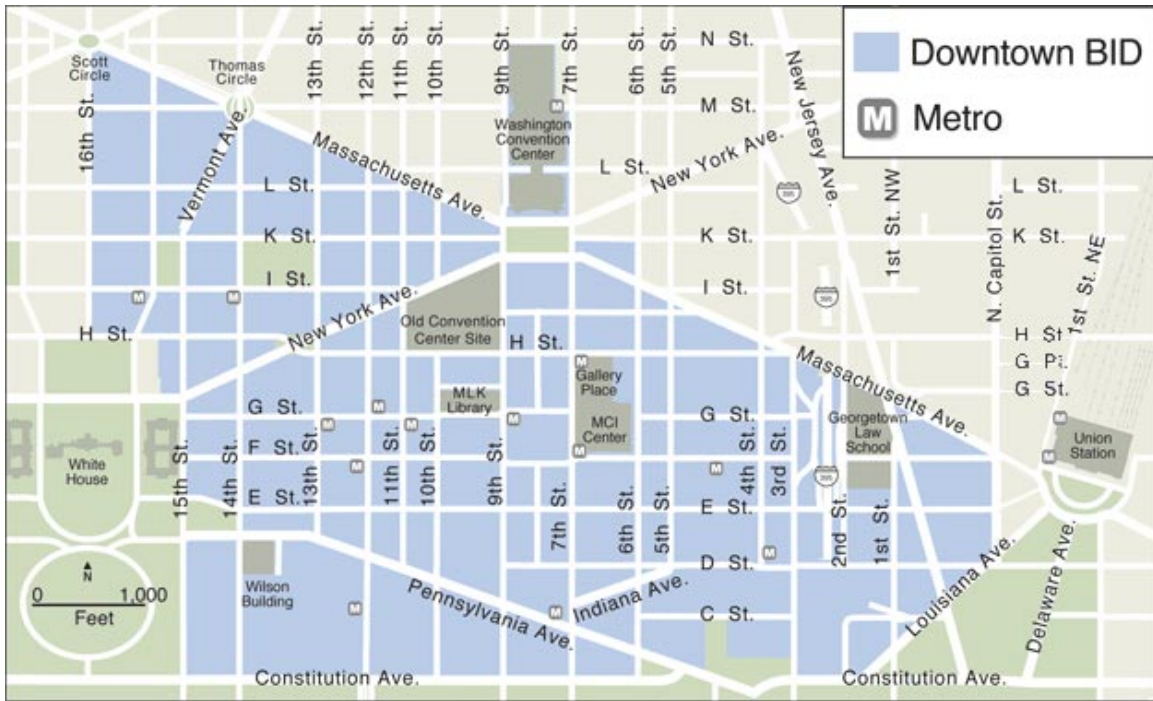 Downtown BID
M Metro
Scott
Circle
Thomas
Circle
16th St.
Vermont Ave.
13th St.
12th St.
11th St.
10th St.
9th St.
7th St.
6th St.
5th St.
N St.
M St.
M
Washington
Convention
Center
New Jersey Ave.
Massachusetts Ave.
L St.
New York Ave.
L St.
395
1st St. NW
N. Capitol St.
L St.
K St.
K St.
K St.
1st St. NE
I St.
I St.
M
M
395
New York Ave.
Old Convention
Center Site
H St.
H St.
H St.
G Pl.
G St.
M
Gallery
Place
Massachusetts Ave.
MLK
Library
G St.
M
M
M
M
MCI
Center
M
G St.
Georgetown
Law
School
M
Union
Station
M
F St.
White
House
15th St.
14th St.
13th St.
M
11th St.
10th St.
9th St.
M
4th St.
3rd St.
395
E St.
7th St.
6th St.
5th St.
E St.
2nd St.
1st St.
N
0 1,000
Feet
Wilson
Building
M
Pennsylvania Ave.
M
Indiana Ave.
D St.
M
C St.
Louisiana Ave.
Delaware Ave.
Constitution Ave.
Constitution Ave.